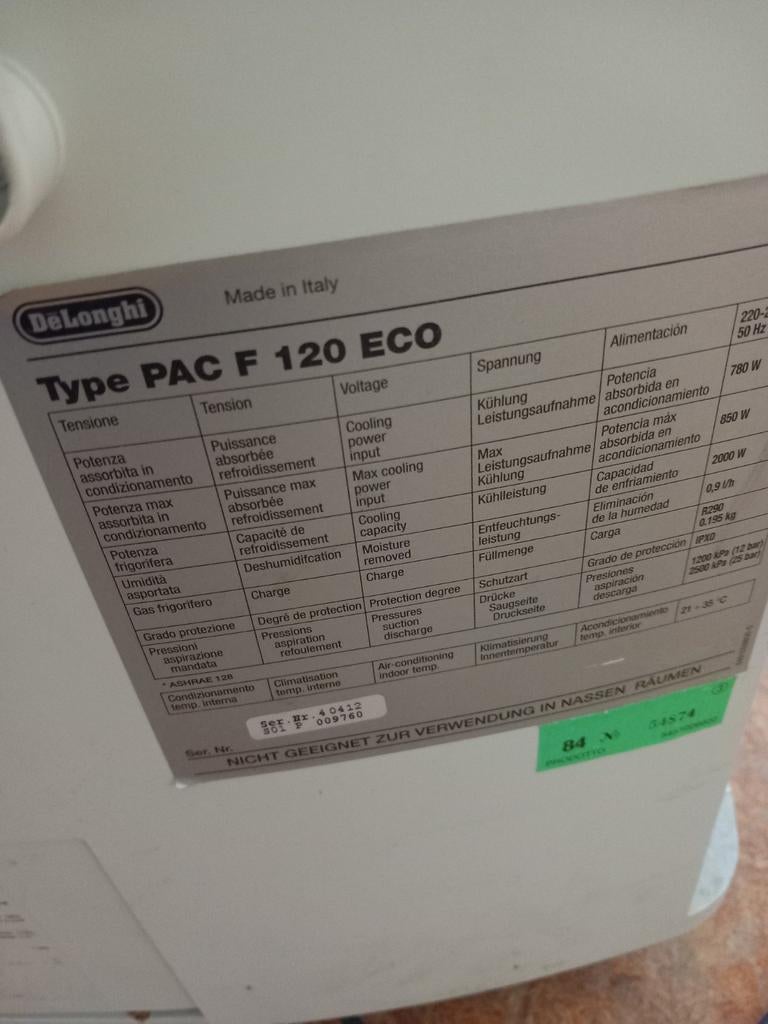 DeLonghi
Made in Italy
Type PAC F 120 ECO
Tensione Tension Voltage Spannung Alimentación 220-2
50 Hz
Potenza assorbita in condizionamento Puissance absorbée refroidissement Cooling power input Kühlung Leistungsaufnahme Potencia absorbida en acondicionamiento 780 W
Potenza max assorbita in condizionamento Puissance max absorbée refroidissement Max cooling power input Max Leistungsaufnahme Kühlung Potencia máx absorbida en acondicionamiento 850 W
Potenza frigorifera Capacité de refroidissement Cooling capacity Kühlleistung Capacidad de enfriamiento 2000 W
Umidità asportata Deshumidifcation Moisture removed Entfeuchtungs-leistung Eliminación de la humedad 0,9 l/h
Gas frigorifero Charge Charge Füllmenge Carga R290 0.195 kg
Grado protezione Degré de protection Protection degree Schutzart Grado de protección IPX0
Pressioni aspirazione mandata Pressions aspiration refoulement Pressures suction discharge Drücke Saugseite Druckseite Presiones aspiración descarga 1200 kPa (12 bar) 2500 kPa (25 bar)
* ASHRAE 128
Condizionamento temp. interna Climatisation temp. interne Air-conditioning indoor temp. Klimatisierung Innentemperatur Acondicionamiento temp. interior 21 ÷ 35 °C
Ser. Nr.
Ser.Nr. 40412
S01 P 009760
NICHT GEEIGNET ZUR VERWENDUNG IN NASSEN RÄUMEN
84 No 54874
PRODOTTO